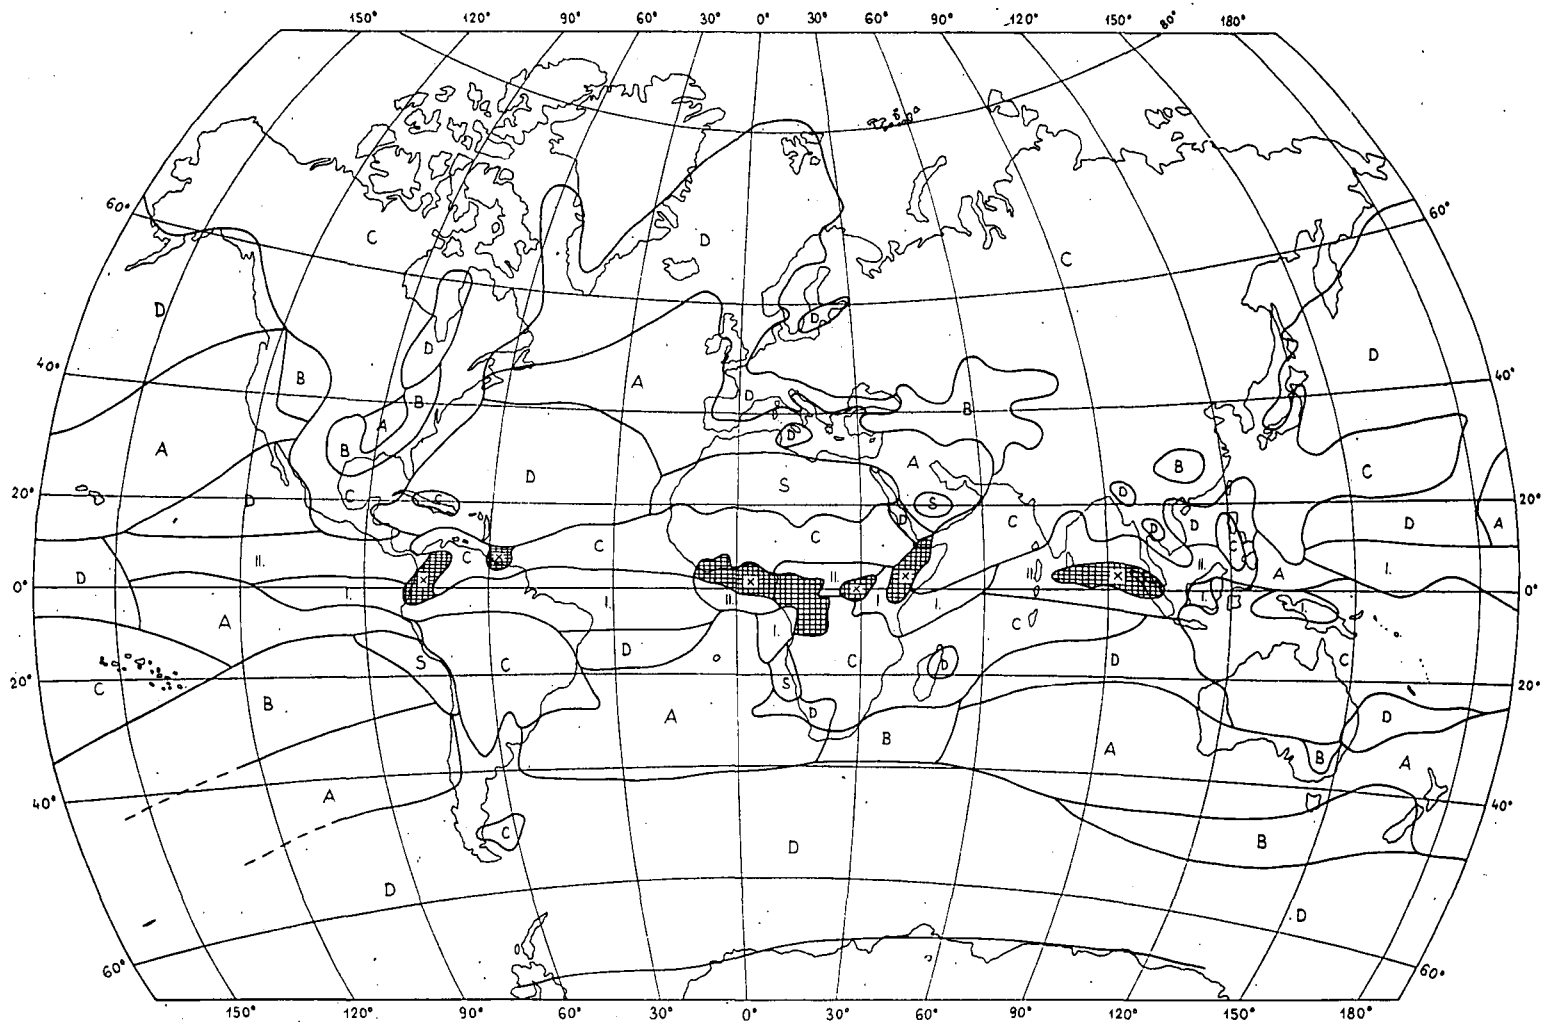 150° 120° 90° 60° 30° 0° 30° 60° 90° 120° 150° 80° 180°
60° 60°
C D C
D D
D D
40° 40°
B D A D B
B
A A B D A B
D S C
20° C C D S C D D 20°
D D D A
C C II. C
II. I. A I.
D X X X X X II X
0° I. I. II. I. I. I. I. 0°
A I. C
D
S C D C D D C
20° C S 20°
B A D D
B A B A
A
40° 40°
C
D B
D D
60° 60°
150° 120° 90° 60° 30° 0° 30° 60° 90° 120° 150° 180°